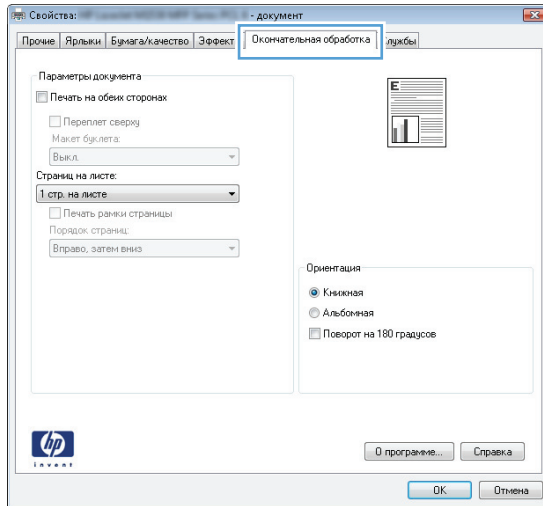 Свойства: - документ
Прочие Ярлыки Бумага/качество Эффект Окончательная обработка лужбы
Параметры документа
Печать на обеих сторонах
Переплет сверху
Макет буклета:
Выкл.
Страниц на листе:
1 стр. на листе
Печать рамки страницы
Порядок страниц:
Вправо, затем вниз
E
Ориентация
Книжная
Альбомная
Поворот на 180 градусов
hp
invent
О программе... Справка
OK Отмена